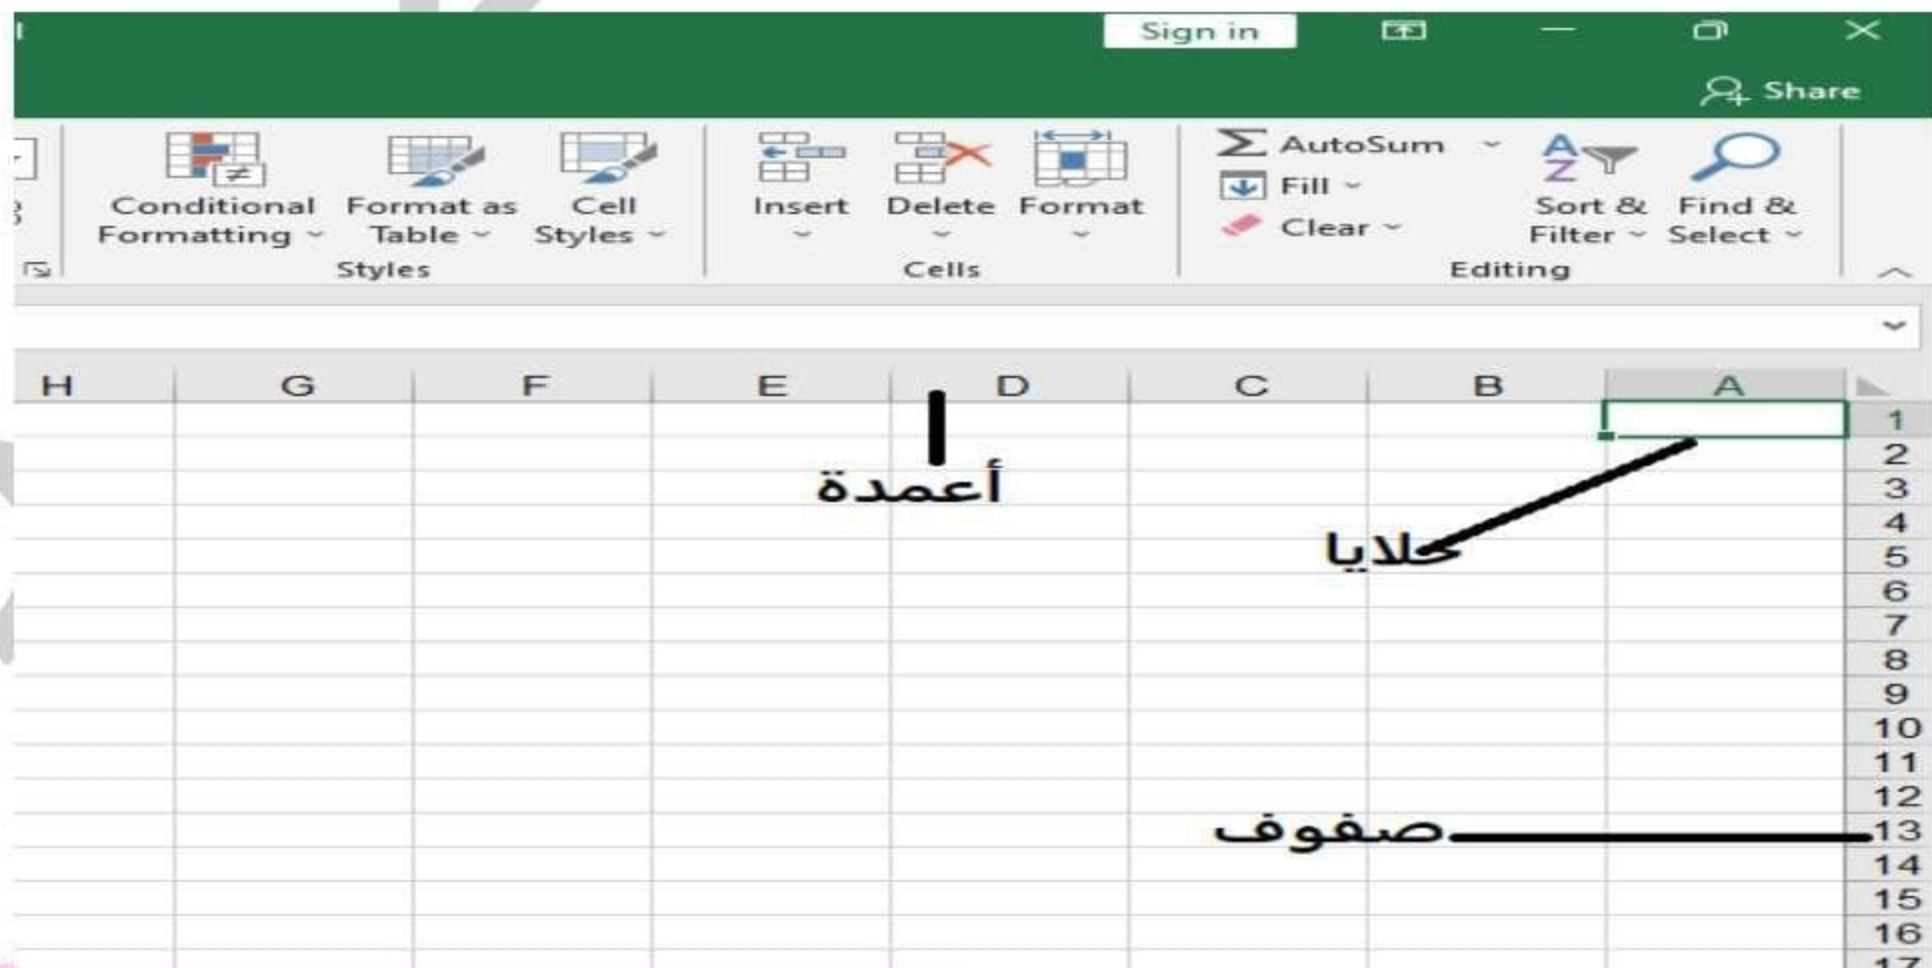 Sign in
Share
Conditional Formatting
Format as Table
Cell Styles
Styles
Insert
Delete
Format
Cells
AutoSum
Fill
Clear
Sort & Filter
Find & Select
Editing
H G F E D C B A
1
2
أعمدة
3
4
خلايا
5
6
7
8
9
10
11
12
صفوف 13
14
15
16
17